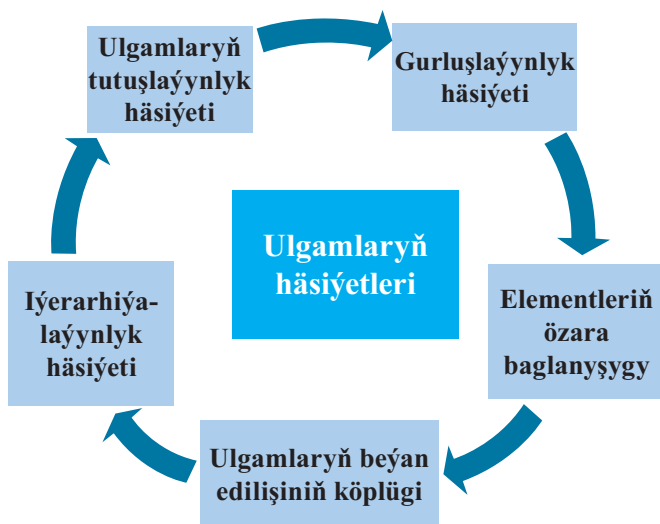 Ulgamlaryň
tutuşlaýynlyk
häsiýeti
Gurluşlaýynlyk
häsiýeti
Ulgamlaryň
häsiýetleri
Elementleriň
özara
baglanyşygy
Ulgamlaryň beýan
edilişiniň köplügi
Iýerarhiýa-
laýynlyk
häsiýeti